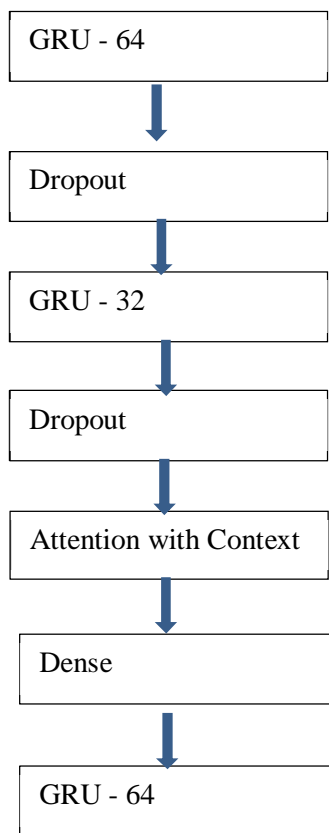 GRU - 64
Dropout
GRU - 32
Dropout
Attention with Context
Dense
GRU - 64